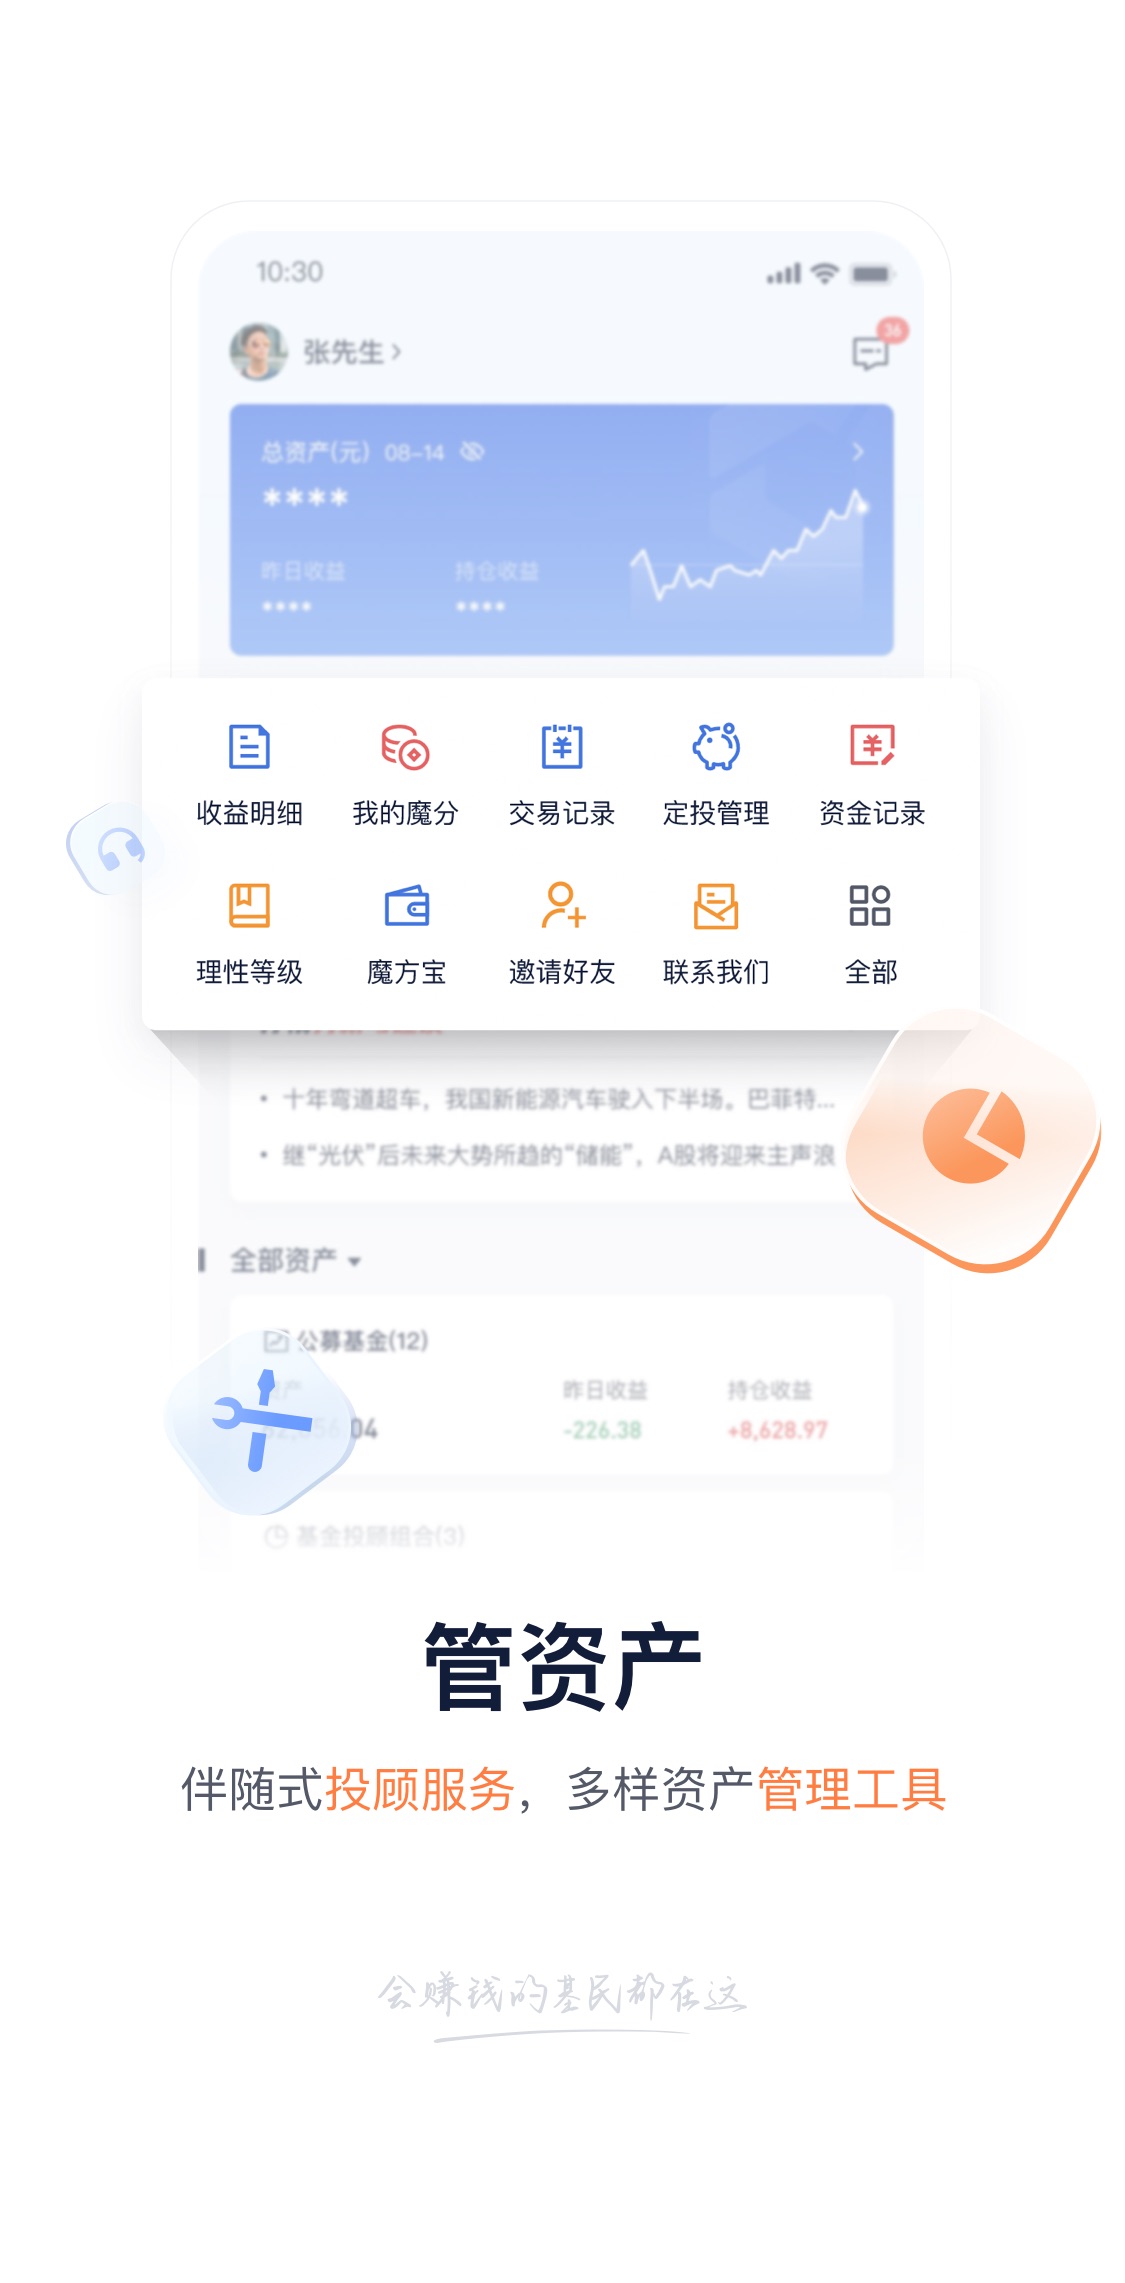 10:30
张先生 >
36
总资产(元) 08-14
****
昨日收益 持仓收益
•••• ••••
收益明细 我的魔分 交易记录 定投管理 资金记录
理性等级 魔方宝 邀请好友 联系我们 全部
• 十年弯道超车，我国新能源汽车驶入下半场。巴菲特...
• 继“光伏”后未来大势所趋的“储能”，A股将迎来主声浪
全部资产
公募基金(12)
产 昨日收益 持仓收益
04 -226.38 +8,628.97
基金投顾组合(3)
管资产
伴随式投顾服务，多样资产管理工具
会赚钱的基民都在这